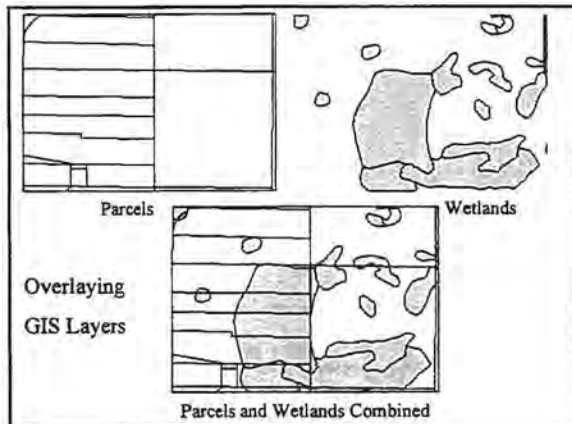 Parcels
Wetlands
Overlaying
GIS Layers
Parcels and Wetlands Combined